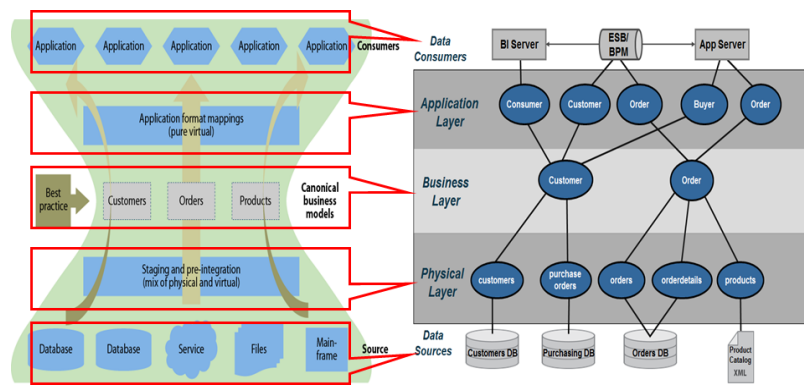 Application
Application
Application
Application
Application
Consumers
Application format mappings
(pure virtual)
Best
practice
Customers
Orders
Products
Canonical
business
models
Staging and pre-integration
(mix of physical and virtual)
Database
Database
Service
Files
Main-
frame
Source
Data
Consumers
BI Server
ESB/
BPM
App Server
Application
Layer
Consumer
Customer
Order
Buyer
Order
Business
Layer
Customer
Order
Physical
Layer
customers
purchase
orders
orders
orderdetails
products
Data
Sources
Customers DB
Purchasing DB
Orders DB
Product
Catalog
XML